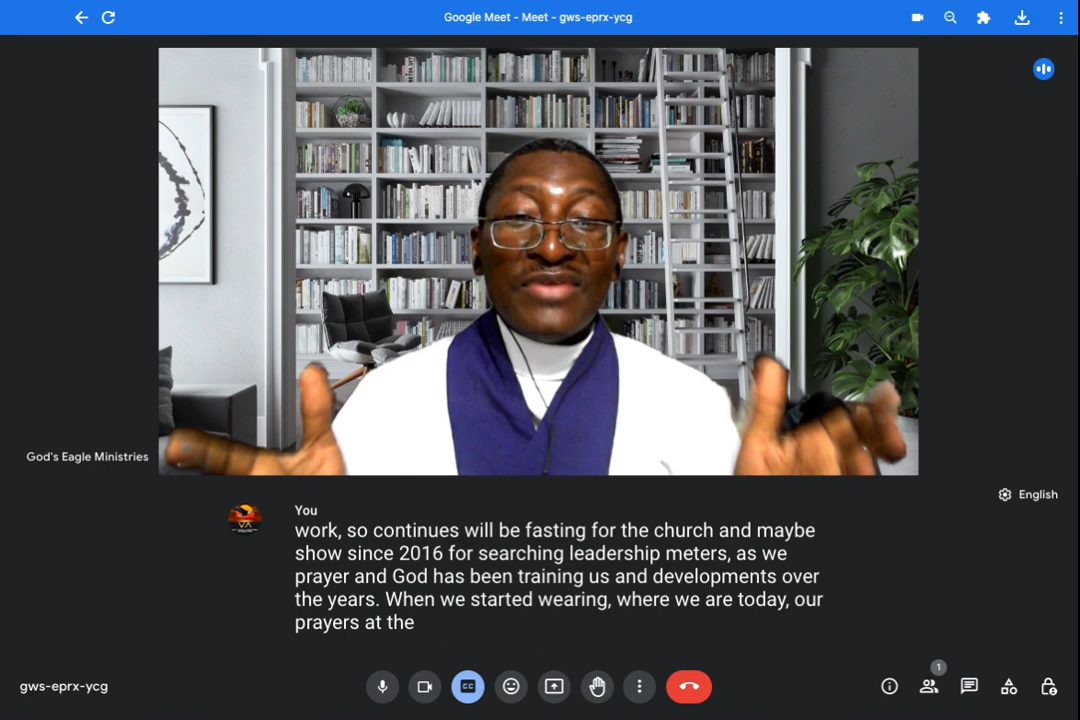 Google Meet - Meet - gws-eprx-ycg
God's Eagle Ministries
English
You
work, so continues will be fasting for the church and maybe
show since 2016 for searching leadership meters, as we
prayer and God has been training us and developments over
the years. When we started wearing, where we are today, our
prayers at the
gws-eprx-ycg
CC
1